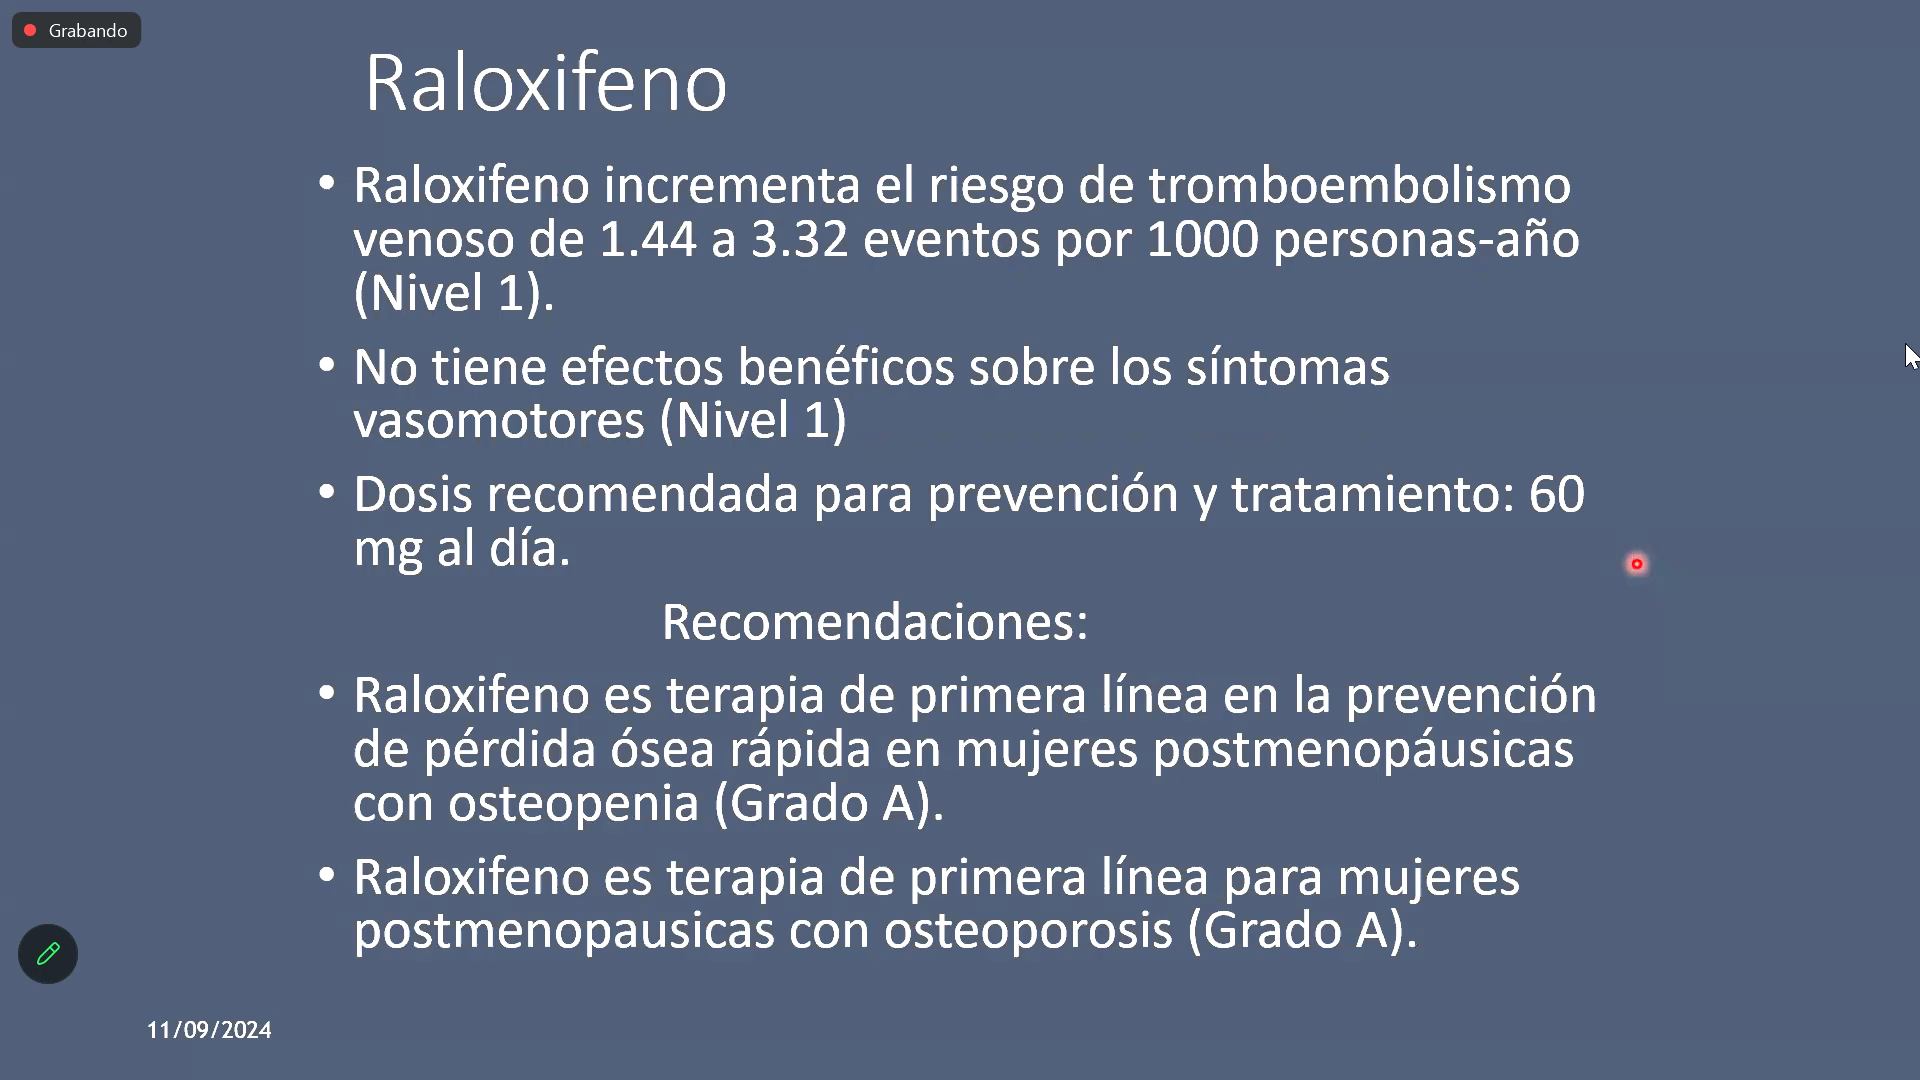 Grabando
Raloxifeno
• Raloxifeno incrementa el riesgo de tromboembolismo
venoso de 1.44 a 3.32 eventos por 1000 personas-año
(Nivel 1).
• No tiene efectos benéficos sobre los síntomas
vasomotores (Nivel 1)
• Dosis recomendada para prevención y tratamiento: 60
mg al día.
Recomendaciones:
• Raloxifeno es terapia de primera línea en la prevención
de pérdida ósea rápida en mujeres postmenopáusicas
con osteopenia (Grado A).
• Raloxifeno es terapia de primera línea para mujeres
postmenopausicas con osteoporosis (Grado A).
11/09/2024